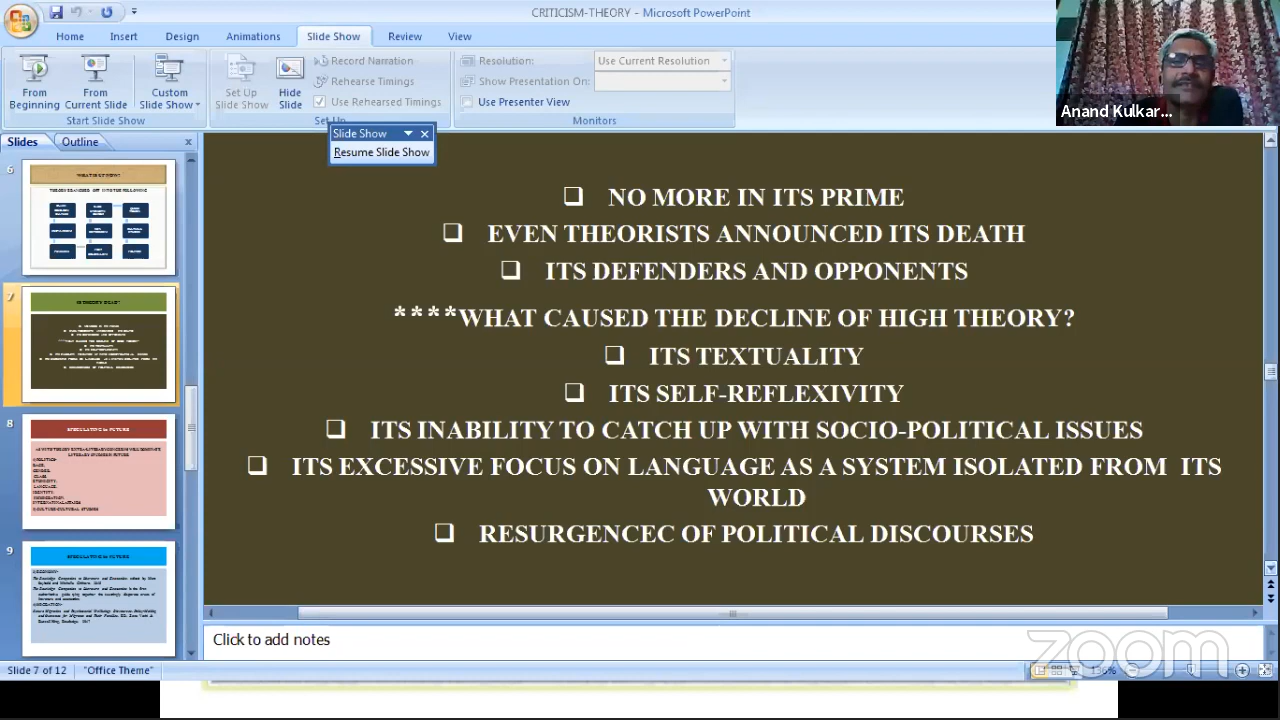 CRITICISM-THEORY - Microsoft PowerPoint
Home Insert Design Animations Slide Show Review View
From Beginning
From Current Slide
Custom Slide Show
Set Up Slide Show
Hide Slide
Record Narration
Rehearse Timings
Use Rehearsed Timings
Resolution: Use Current Resolution
Show Presentation On:
Use Presenter View
Start Slide Show
Set Up
Monitors
Anand Kulkar...
Slide Show
Resume Slide Show
Slides Outline
6
7
8
9
NO MORE IN ITS PRIME
EVEN THEORISTS ANNOUNCED ITS DEATH
ITS DEFENDERS AND OPPONENTS
****WHAT CAUSED THE DECLINE OF HIGH THEORY?
ITS TEXTUALITY
ITS SELF-REFLEXIVITY
ITS INABILITY TO CATCH UP WITH SOCIO-POLITICAL ISSUES
ITS EXCESSIVE FOCUS ON LANGUAGE AS A SYSTEM ISOLATED FROM ITS
WORLD
RESURGENCEC OF POLITICAL DISCOURSES
Click to add notes
zoom
Slide 7 of 12 "Office Theme" 136%